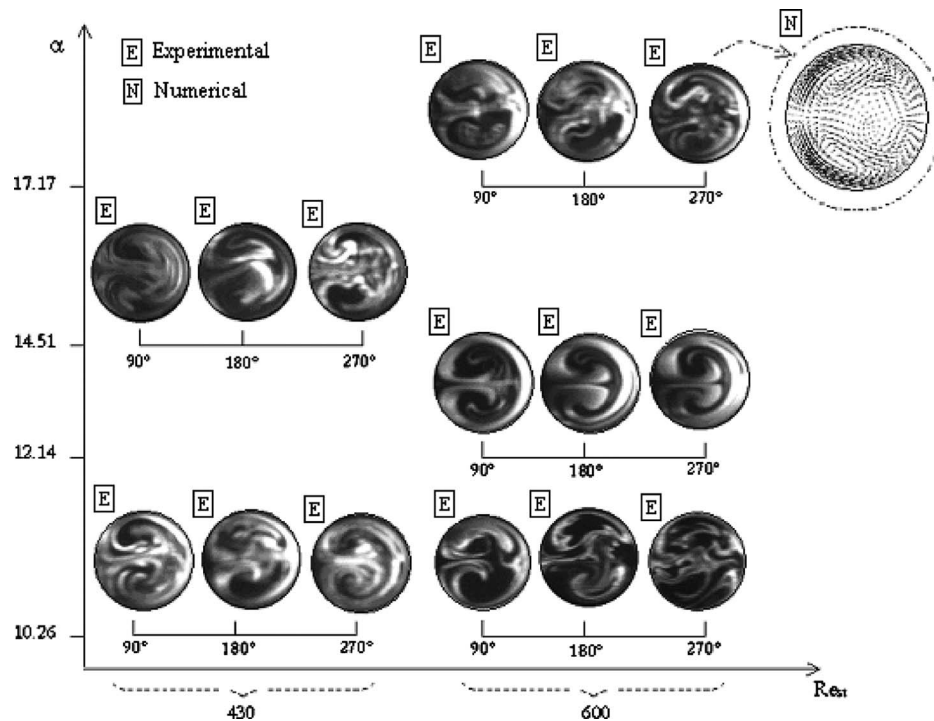 α
E Experimental
N Numerical
E E E N
17.17
90° 180° 270°
E E E
14.51
90° 180° 270°
E E E
12.14
90° 180° 270°
E E E E E E
10.26
90° 180° 270° 90° 180° 270°
Re_st
430 600